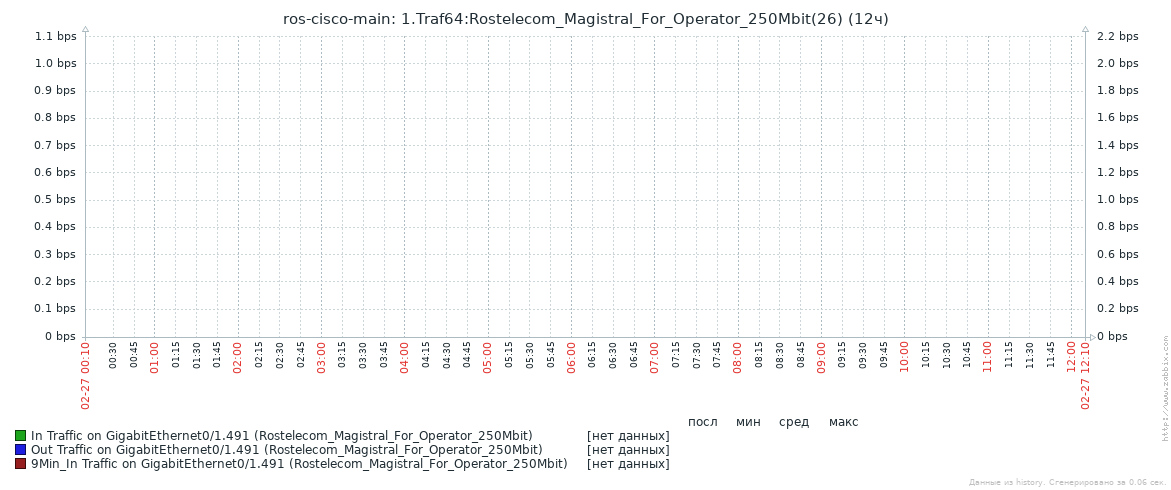 ros-cisco-main: 1.Traf64:Rostelecom_Magistral_For_Operator_250Mbit(26) (12ч)
1.1 bps 2.2 bps
1.0 bps 2.0 bps
0.9 bps 1.8 bps
0.8 bps 1.6 bps
0.7 bps 1.4 bps
0.6 bps 1.2 bps
0.5 bps 1.0 bps
0.4 bps 0.8 bps
0.3 bps 0.6 bps
0.2 bps 0.4 bps
0.1 bps 0.2 bps
0 bps 0 bps
02-27 00:10 00:30 00:45 01:00 01:15 01:30 01:45 02:00 02:15 02:30 02:45 03:00 03:15 03:30 03:45 04:00 04:15 04:30 04:45 05:00 05:15 05:30 05:45 06:00 06:15 06:30 06:45 07:00 07:15 07:30 07:45 08:00 08:15 08:30 08:45 09:00 09:15 09:30 09:45 10:00 10:15 10:30 10:45 11:00 11:15 11:30 11:45 12:00 02-27 12:10
посл мин сред макс
In Traffic on GigabitEthernet0/1.491 (Rostelecom_Magistral_For_Operator_250Mbit) [нет данных]
Out Traffic on GigabitEthernet0/1.491 (Rostelecom_Magistral_For_Operator_250Mbit) [нет данных]
9Min_In Traffic on GigabitEthernet0/1.491 (Rostelecom_Magistral_For_Operator_250Mbit) [нет данных]
http://www.zabbix.com
Данные из history. Сгенерировано за 0.06 сек.